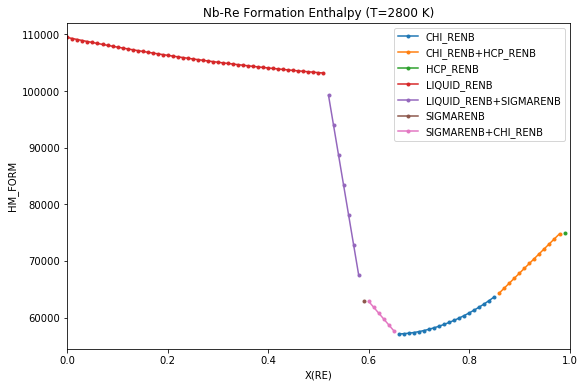 Nb-Re Formation Enthalpy (T=2800 K)
110000
100000
90000
80000
70000
60000
HM_FORM
CHI_RENB
CHI_RENB+HCP_RENB
HCP_RENB
LIQUID_RENB
LIQUID_RENB+SIGMARENB
SIGMARENB
SIGMARENB+CHI_RENB
0.0 0.2 0.4 0.6 0.8 1.0
X(RE)